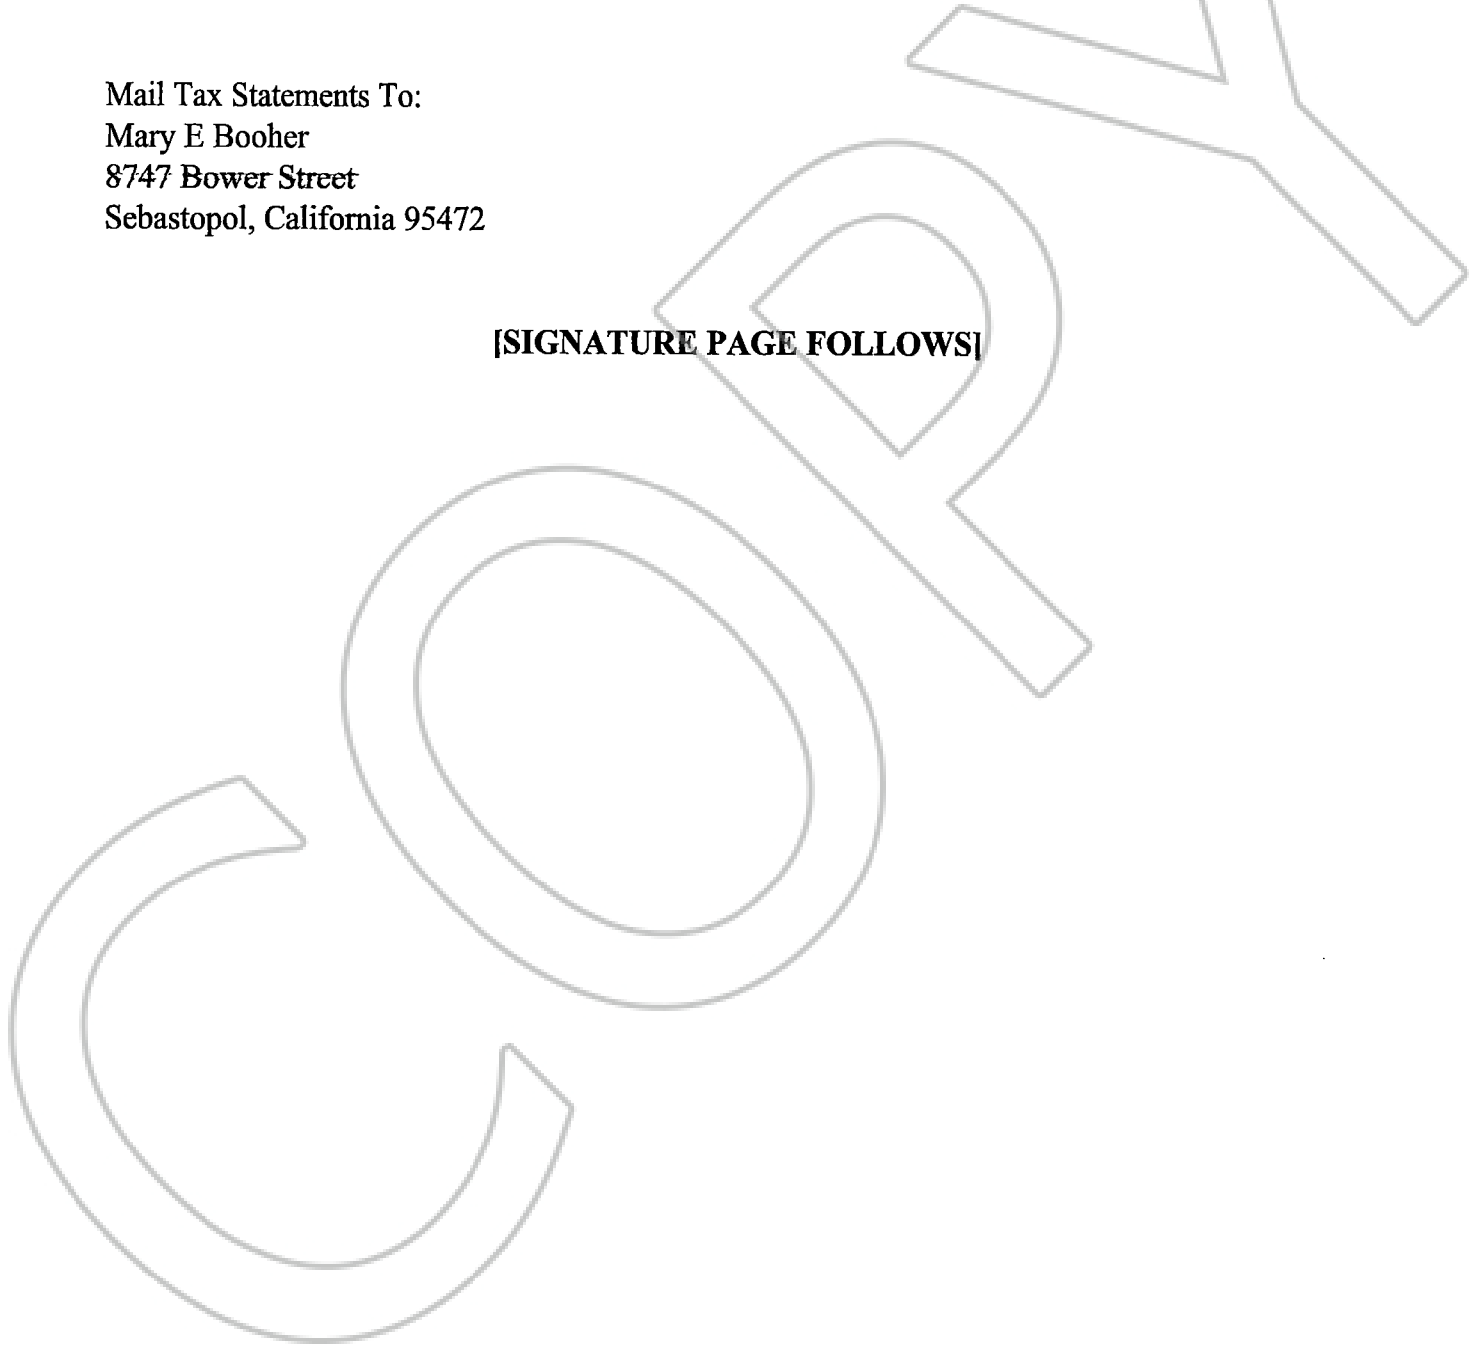 Mail Tax Statements To:
Mary E Booher
8747 Bower Street
Sebastopol, California 95472
[SIGNATURE PAGE FOLLOWS]
COPY